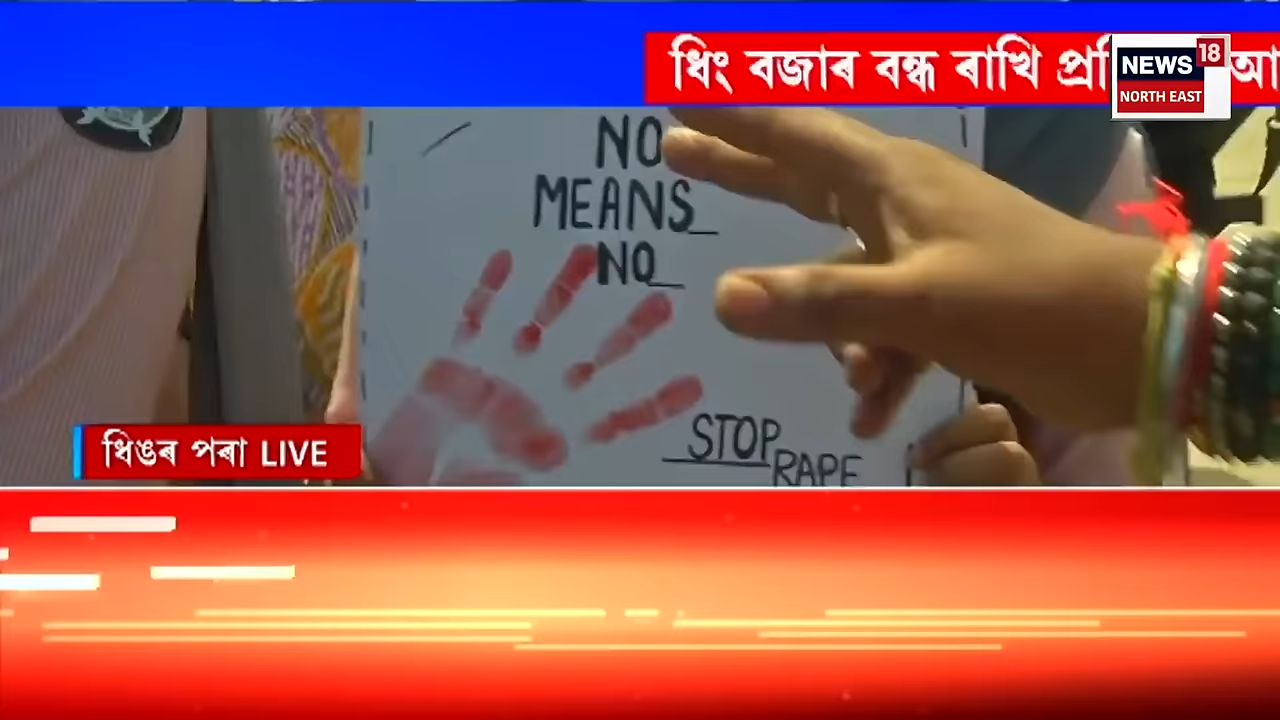 ধিং বজাৰ বন্ধ ৰাখি
NEWS 18
NORTH EAST
NO
MEANS
NO
STOP
RAPE
ধিঙৰ পৰা LIVE